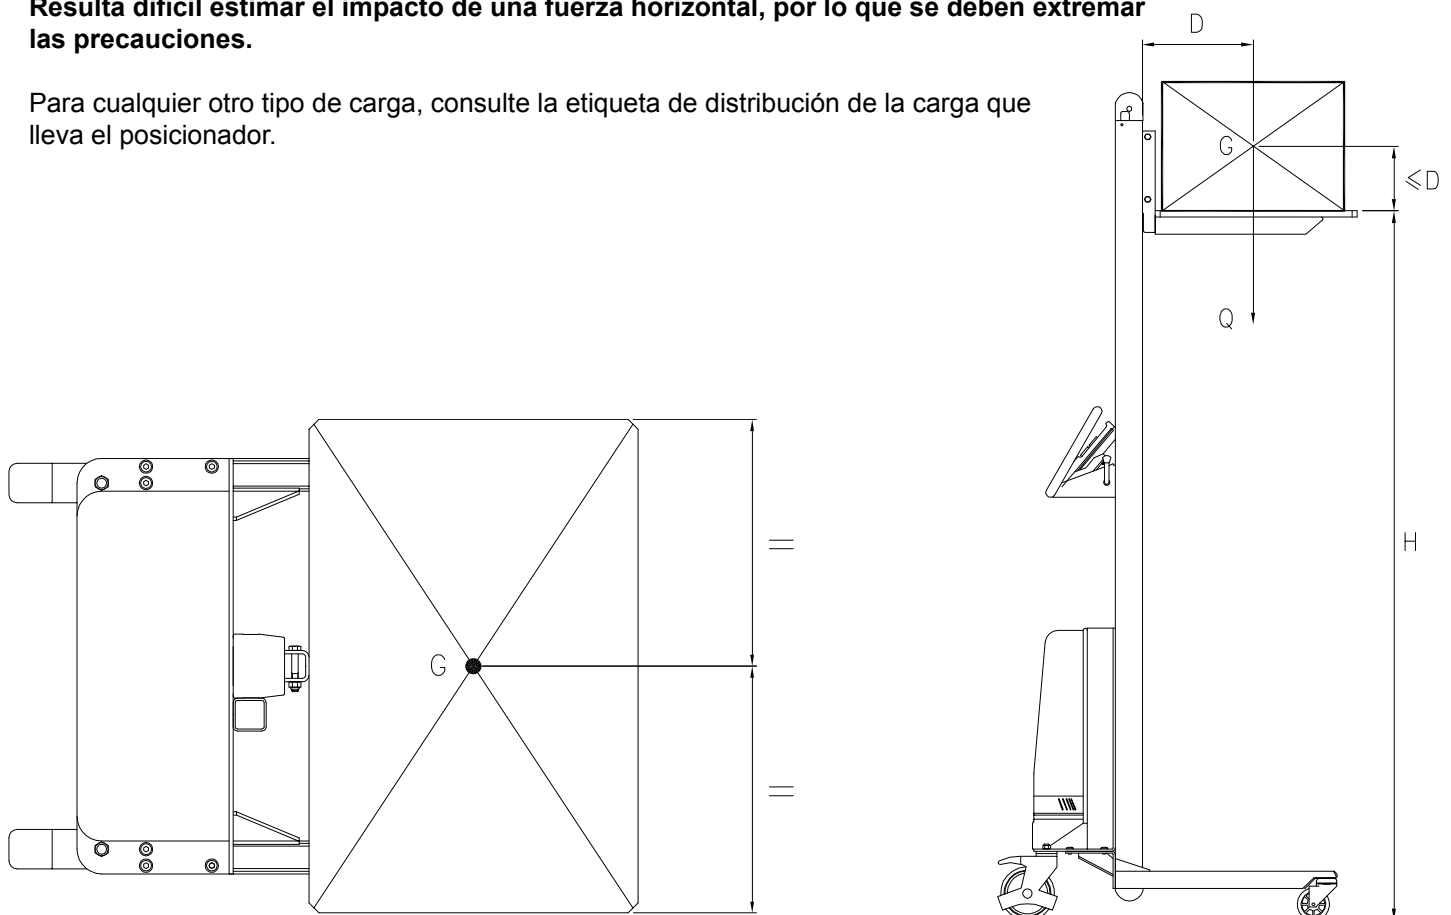 Resulta difícil estimar el impacto de una fuerza horizontal, por lo que se deben extremar
las precauciones.
Para cualquier otro tipo de carga, consulte la etiqueta de distribución de la carga que
lleva el posicionador.
D
G
≤D
Q
H
=
G
=